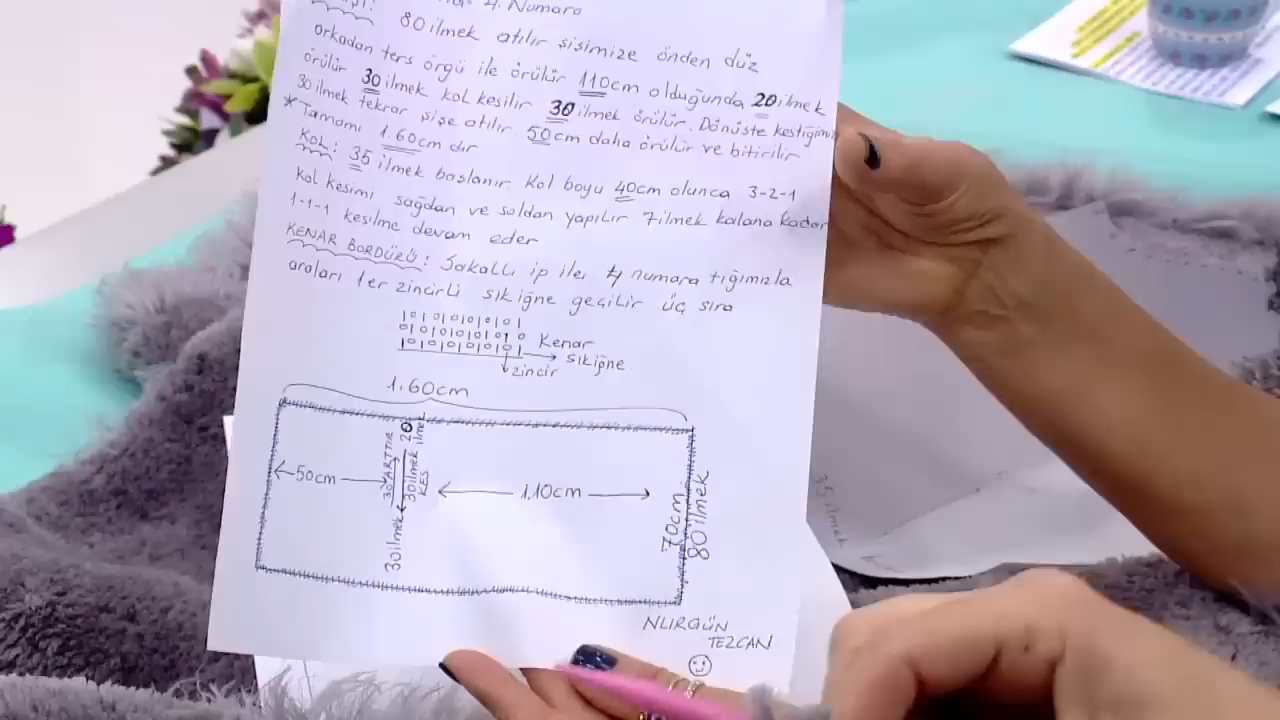 4. Numara
80 ilmek atılır şişimize önden düz
arkadan ters örgü ile örülür 110cm olduğunda 20 ilmek
örülür 30 ilmek kol kesilir 30 ilmek örülür. Dönüşte kestiğimiz
30 ilmek tekrar şişe atılır. 50cm daha örülür ve bitirilir
*Tamamı 1.60cm dir
KOL: 35 ilmek başlanır. Kol boyu 40cm olunca 3-2-1
kol kesimi sağdan ve soldan yapılır 7ilmek kalana kadar
1-1-1 kesilme devam eder
KENAR BORDÜRÜ: Sakallı ip ile 4 numara tığımızla
araları 1er zincirli sıkiğne geçilir üç sıra
Kenar
sıkiğne
zincir
1.60cm
50cm
30 ARTTIR
30 ilmek KES
20 ilmek
30 ilmek
1.10cm
70cm
80 ilmek
NURGÜN
TEZCAN
35 ilmek